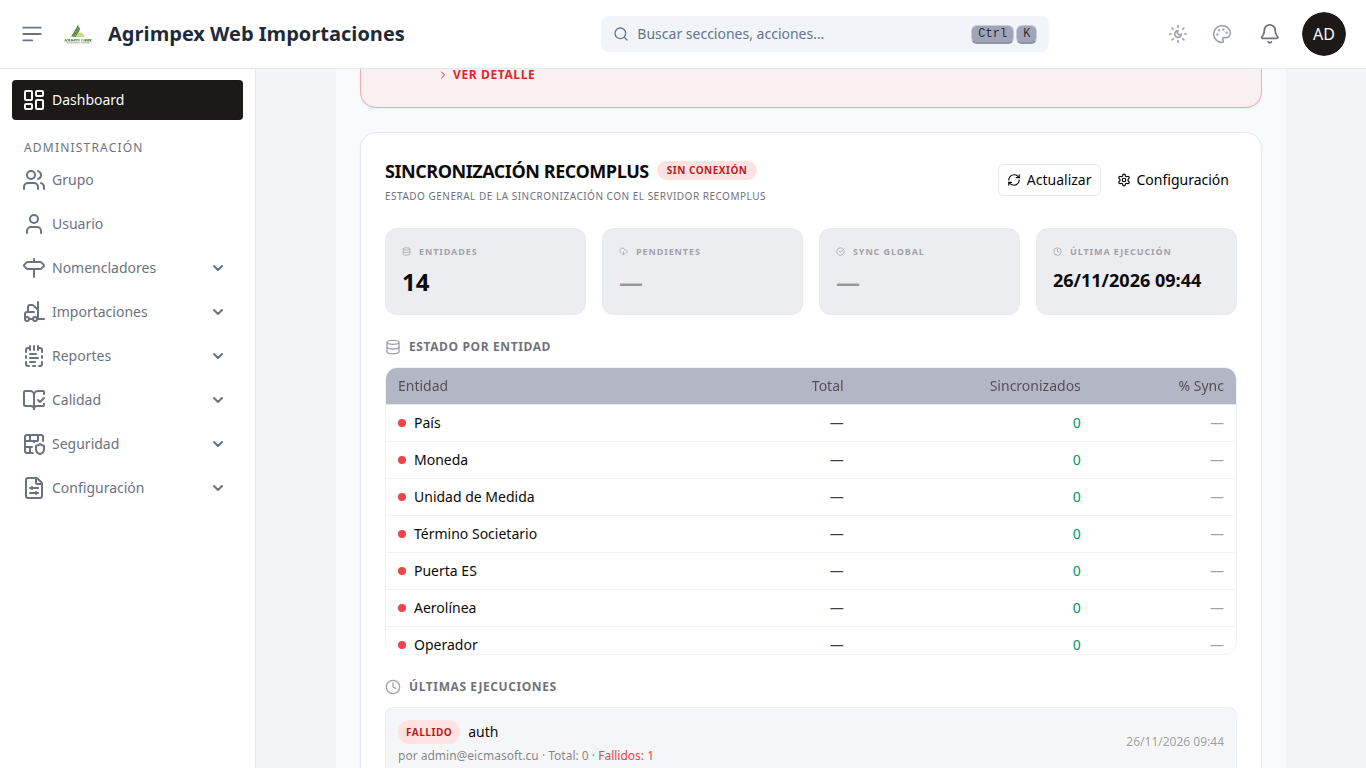 Agrimpex Web Importaciones
Buscar secciones, acciones... Ctrl K
AD
Dashboard
ADMINISTRACIÓN
Grupo
Usuario
Nomencladores
Importaciones
Reportes
Calidad
Seguridad
Configuración
VER DETALLE
SINCRONIZACIÓN RECOMPLUS SIN CONEXIÓN
ESTADO GENERAL DE LA SINCRONIZACIÓN CON EL SERVIDOR RECOMPLUS
Actualizar Configuración
ENTIDADES
14
PENDIENTES
—
SYNC GLOBAL
—
ÚLTIMA EJECUCIÓN
26/11/2026 09:44
ESTADO POR ENTIDAD
Entidad Total Sincronizados % Sync
País — 0 —
Moneda — 0 —
Unidad de Medida — 0 —
Término Societario — 0 —
Puerta ES — 0 —
Aerolínea — 0 —
Operador — 0 —
ÚLTIMAS EJECUCIONES
FALLIDO auth
por admin@eicmasoft.cu · Total: 0 · Fallidos: 1
26/11/2026 09:44